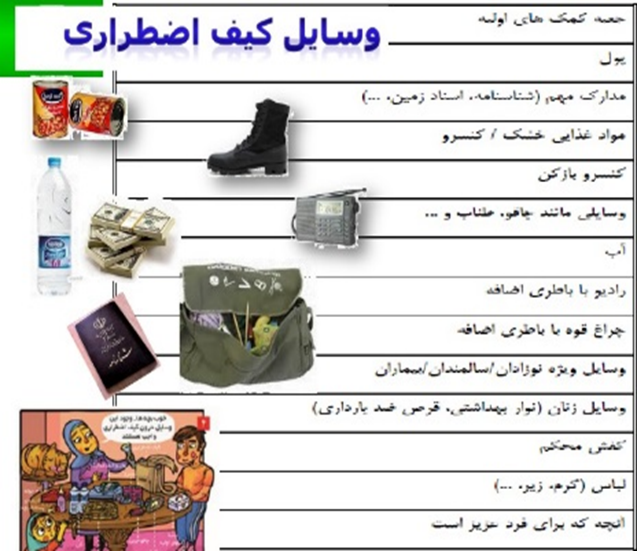 وسایل کیف اضطراری
جعبه کمک های اولیه
پول
مدارک مهم (شناسنامه، اسناد زمین، ...)
مواد غذایی خشک / کنسرو
کنسرو بازکن
وسایلی مانند چاقو، طناب و ...
آب
رادیو با باطری اضافه
چراغ قوه با باطری اضافه
وسایل ویژه نوزادان/سالمندان/بیماران
وسایل زنان (نوار بهداشتی، قرص ضد بارداری)
کفش محکم
لباس (گرم، زیر، ...)
آنچه که برای فرد عزیز است
خوب بچه ها، وجود این
وسایل درون کیف اضطراری
واجب هستند